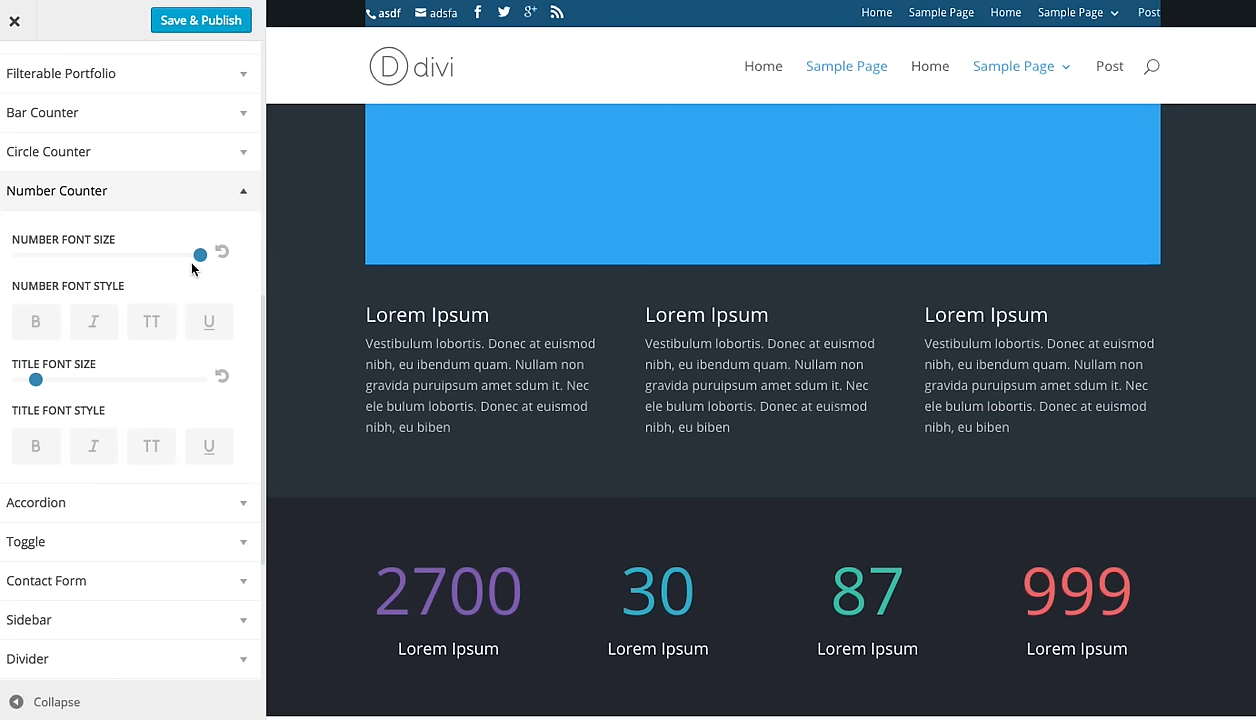 Save & Publish
Filterable Portfolio
Bar Counter
Circle Counter
Number Counter
NUMBER FONT SIZE
NUMBER FONT STYLE
B I TT U
TITLE FONT SIZE
TITLE FONT STYLE
B I TT U
Accordion
Toggle
Contact Form
Sidebar
Divider
Collapse
asdf adsfa f g+ Home Sample Page Home Sample Page Post
D divi Home Sample Page Home Sample Page Post
Lorem Ipsum
Vestibulum lobortis. Donec at euismod
nibh, eu ibendum quam. Nullam non
gravida puruipsum amet sdum it. Nec
ele bulum lobortis. Donec at euismod
nibh, eu biben
Lorem Ipsum
Vestibulum lobortis. Donec at euismod
nibh, eu ibendum quam. Nullam non
gravida puruipsum amet sdum it. Nec
ele bulum lobortis. Donec at euismod
nibh, eu biben
Lorem Ipsum
Vestibulum lobortis. Donec at euismod
nibh, eu ibendum quam. Nullam non
gravida puruipsum amet sdum it. Nec
ele bulum lobortis. Donec at euismod
nibh, eu biben
2700 30 87 999
Lorem Ipsum Lorem Ipsum Lorem Ipsum Lorem Ipsum